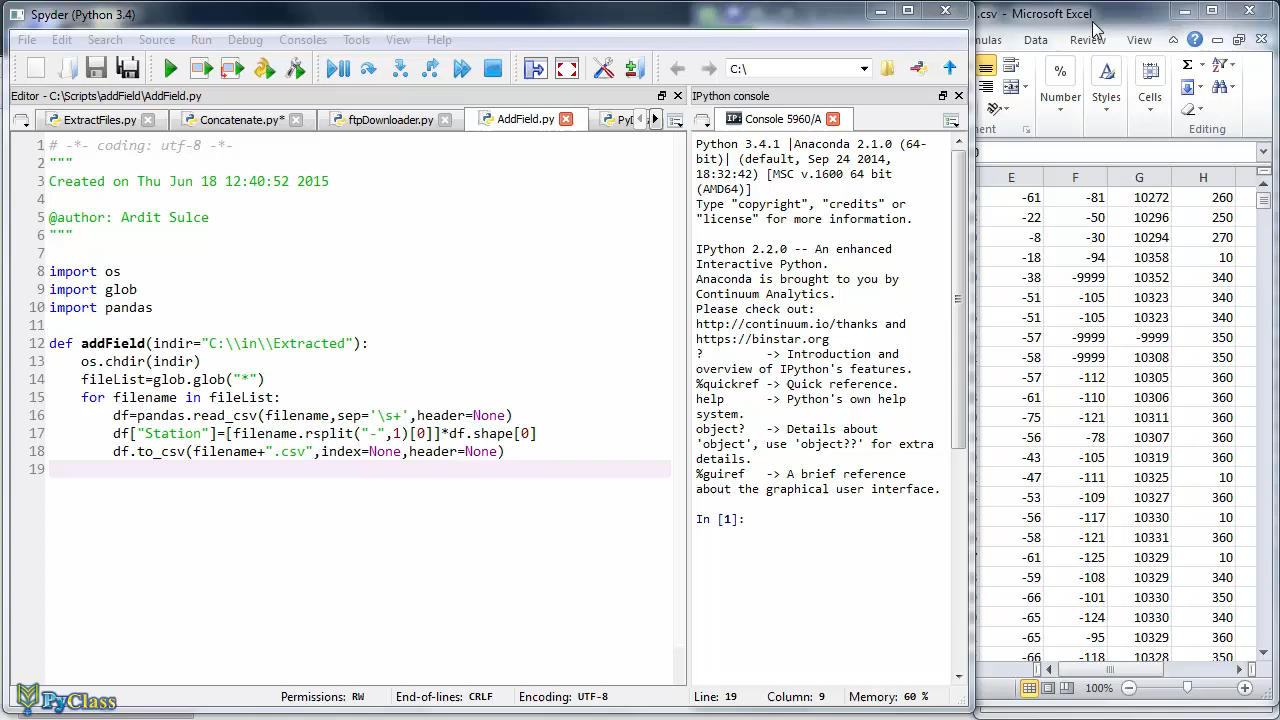 Spyder (Python 3.4)
File Edit Search Source Run Debug Consoles Tools View Help
C:\
Editor - C:\Scripts\addField\AddField.py
ExtractFiles.py Concatenate.py* ftpDownloader.py AddField.py
1 # -*- coding: utf-8 -*-
2 """
3 Created on Thu Jun 18 12:40:52 2015
4
5 @author: Ardit Sulce
6 """
7
8 import os
9 import glob
10 import pandas
11
12 def addField(indir="C:\\in\\Extracted"):
13 os.chdir(indir)
14 fileList=glob.glob("*")
15 for filename in fileList:
16 df=pandas.read_csv(filename,sep='\s+',header=None)
17 df["Station"]=[filename.rsplit("-",1)[0]]*df.shape[0]
18 df.to_csv(filename+".csv",index=None,header=None)
19
IPython console
Console 5960/A
Python 3.4.1 |Anaconda 2.1.0 (64-
bit)| (default, Sep 24 2014,
18:32:42) [MSC v.1600 64 bit
(AMD64)]
Type "copyright", "credits" or
"license" for more information.
IPython 2.2.0 -- An enhanced
Interactive Python.
Anaconda is brought to you by
Continuum Analytics.
Please check out:
http://continuum.io/thanks and
https://binstar.org
? -> Introduction and
overview of IPython's features.
%quickref -> Quick reference.
help -> Python's own help
system.
object? -> Details about
'object', use 'object??' for extra
details.
%guiref -> A brief reference
about the graphical user interface.
In [1]:
Permissions: RW End-of-lines: CRLF Encoding: UTF-8 Line: 19 Column: 9 Memory: 60 %
PyClass
.csv - Microsoft Excel
nulas Data Review View
Number Styles Cells
ment Editing
E F G H
-61 -81 10272 260
-22 -50 10296 250
-8 -30 10294 270
-18 -94 10358 10
-38 -9999 10352 340
-51 -105 10323 340
-51 -105 10323 340
-57 -9999 -9999 350
-58 -9999 10308 350
-57 -112 10305 360
-61 -110 10306 360
-75 -121 10311 360
-56 -78 10307 360
-43 -105 10319 360
-47 -111 10325 10
-53 -109 10327 360
-56 -117 10330 10
-58 -121 10331 360
-61 -125 10329 10
-59 -108 10329 340
-66 -101 10330 360
-65 -124 10330 340
-65 -95 10329 360
-66 -118 10328 350
100%